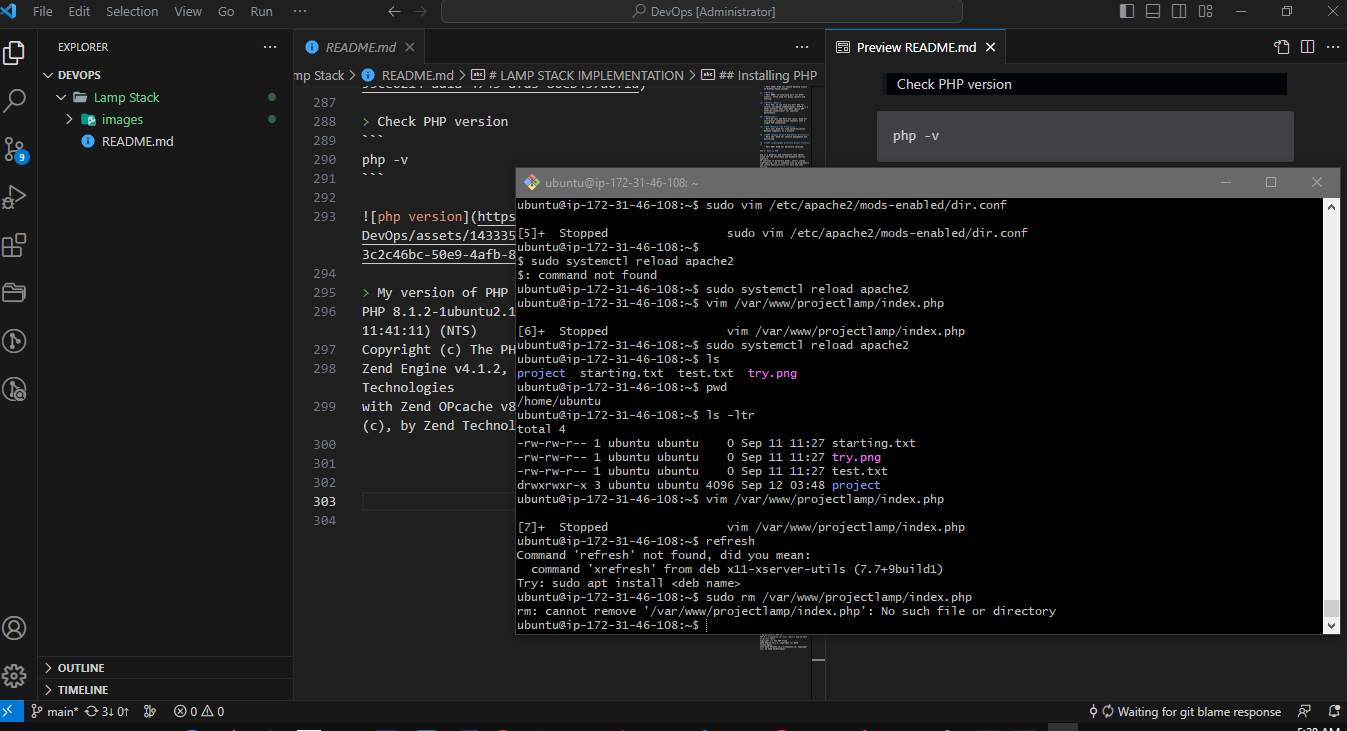 File Edit Selection View Go Run ···
DevOps [Administrator]
EXPLORER
DEVOPS
Lamp Stack
images
README.md
9
OUTLINE
TIMELINE
README.md
mp Stack > README.md > # LAMP STACK IMPLEMENTATION > ## Installing PHP
287
288 > Check PHP version
289 ```
290 php -v
291 ```
292
293 ![php version](https
DevOps/assets/143335
3c2c46bc-50e9-4afb-8
294
295 > My version of PHP
296 PHP 8.1.2-1ubuntu2.1
11:41:11) (NTS)
297 Copyright (c) The PH
298 Zend Engine v4.1.2,
Technologies
299 with Zend OPcache v8
(c), by Zend Technol
300
301
302
303
304
Preview README.md
Check PHP version
php -v
ubuntu@ip-172-31-46-108: ~
ubuntu@ip-172-31-46-108:~$ sudo vim /etc/apache2/mods-enabled/dir.conf
[5]+ Stopped sudo vim /etc/apache2/mods-enabled/dir.conf
ubuntu@ip-172-31-46-108:~$
$ sudo systemctl reload apache2
$: command not found
ubuntu@ip-172-31-46-108:~$ sudo systemctl reload apache2
ubuntu@ip-172-31-46-108:~$ vim /var/www/projectlamp/index.php
[6]+ Stopped vim /var/www/projectlamp/index.php
ubuntu@ip-172-31-46-108:~$ sudo systemctl reload apache2
ubuntu@ip-172-31-46-108:~$ ls
project starting.txt test.txt try.png
ubuntu@ip-172-31-46-108:~$ pwd
/home/ubuntu
ubuntu@ip-172-31-46-108:~$ ls -ltr
total 4
-rw-rw-r-- 1 ubuntu ubuntu 0 Sep 11 11:27 starting.txt
-rw-rw-r-- 1 ubuntu ubuntu 0 Sep 11 11:27 try.png
-rw-rw-r-- 1 ubuntu ubuntu 0 Sep 11 11:27 test.txt
drwxrwxr-x 3 ubuntu ubuntu 4096 Sep 12 03:48 project
ubuntu@ip-172-31-46-108:~$ vim /var/www/projectlamp/index.php
[7]+ Stopped vim /var/www/projectlamp/index.php
ubuntu@ip-172-31-46-108:~$ refresh
Command 'refresh' not found, did you mean:
command 'xrefresh' from deb x11-xserver-utils (7.7+9build1)
Try: sudo apt install <deb name>
ubuntu@ip-172-31-46-108:~$ sudo rm /var/www/projectlamp/index.php
rm: cannot remove '/var/www/projectlamp/index.php': No such file or directory
ubuntu@ip-172-31-46-108:~$
main* 3↓ 0↑ 0 0
Waiting for git blame response